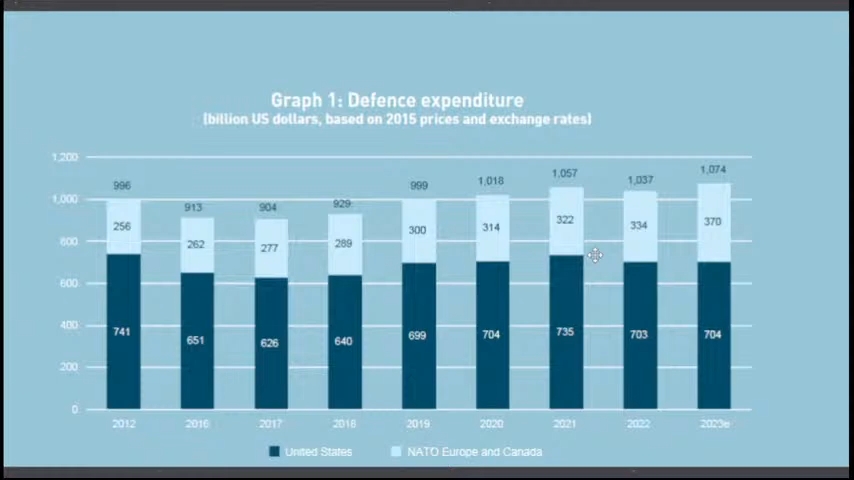 Graph 1: Defence expenditure
(billion US dollars, based on 2015 prices and exchange rates)
1,200
1,000
800
600
400
200
0
996 913 904 929 999 1,018 1,057 1,037 1,074
256 262 277 289 300 314 322 334 370
741 651 626 640 699 704 735 703 704
2012 2016 2017 2018 2019 2020 2021 2022 2023e
United States NATO Europe and Canada